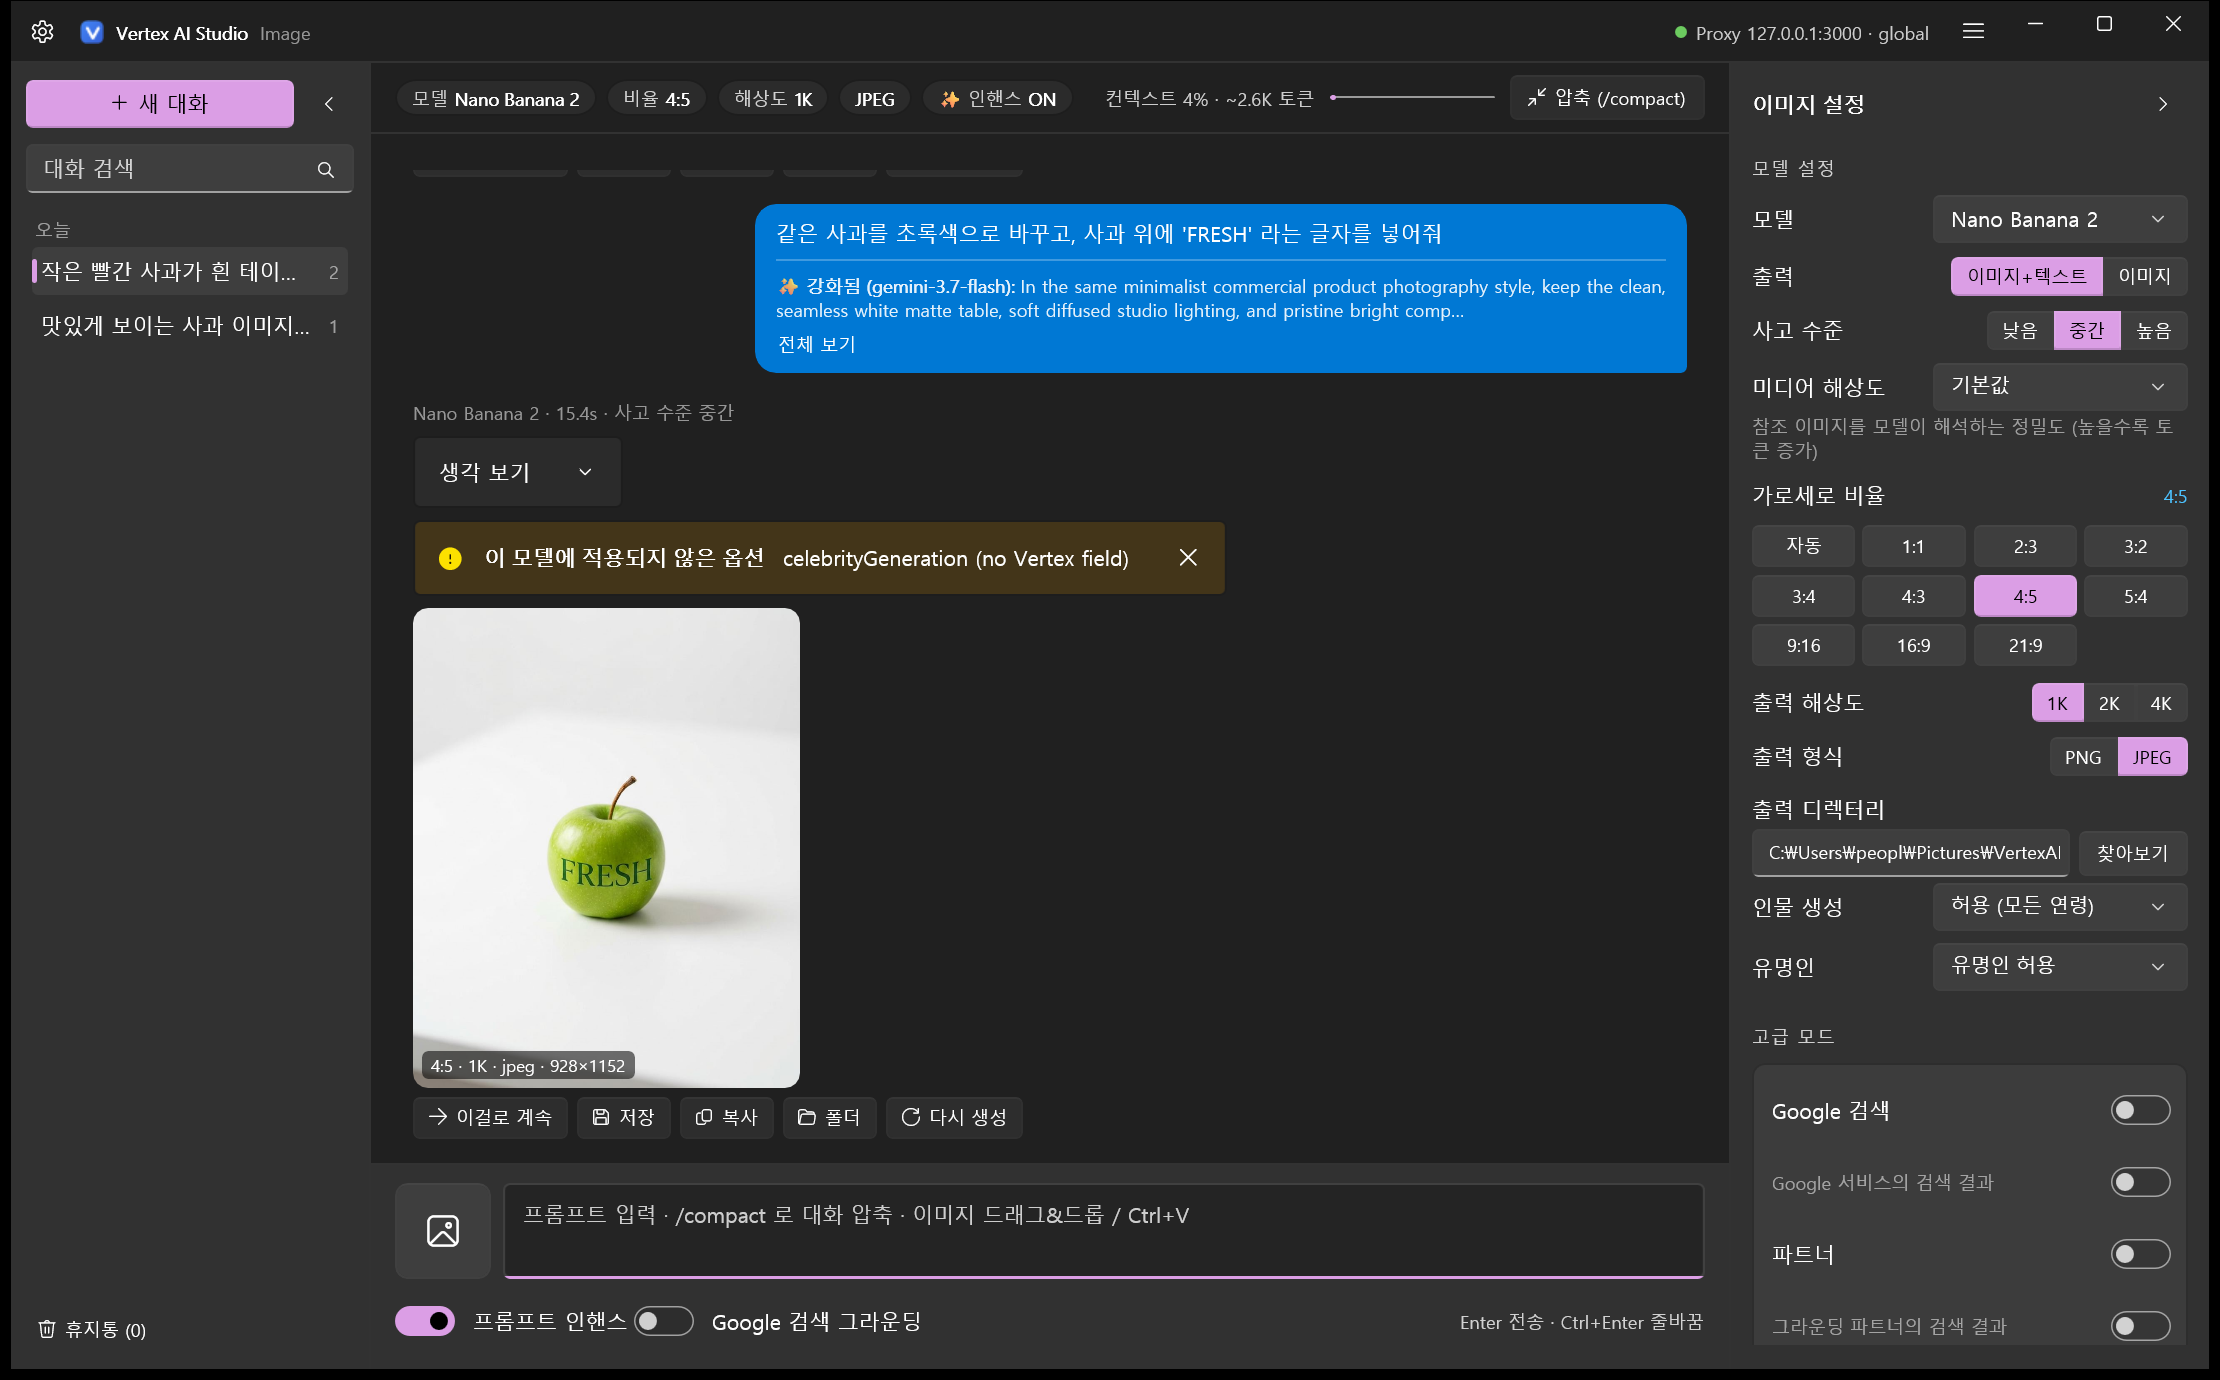 Vertex AI Studio Image
Proxy 127.0.0.1:3000 · global
+ 새 대화
대화 검색
오늘
작은 빨간 사과가 흰 테이... 2
맛있게 보이는 사과 이미지... 1
휴지통 (0)
모델 Nano Banana 2
비율 4:5
해상도 1K
JPEG
✨ 인핸스 ON
컨텍스트 4% · ~2.6K 토큰
압축 (/compact)
같은 사과를 초록색으로 바꾸고, 사과 위에 'FRESH' 라는 글자를 넣어줘
✨ 강화됨 (gemini-3.7-flash): In the same minimalist commercial product photography style, keep the clean,
seamless white matte table, soft diffused studio lighting, and pristine bright comp...
전체 보기
Nano Banana 2 · 15.4s · 사고 수준 중간
생각 보기
이 모델에 적용되지 않은 옵션 celebrityGeneration (no Vertex field)
FRESH
4:5 · 1K · jpeg · 928×1152
이걸로 계속
저장
복사
폴더
다시 생성
프롬프트 입력 · /compact 로 대화 압축 · 이미지 드래그&드롭 / Ctrl+V
프롬프트 인핸스
Google 검색 그라운딩
Enter 전송 · Ctrl+Enter 줄바꿈
이미지 설정
모델 설정
모델 Nano Banana 2
출력 이미지+텍스트 이미지
사고 수준 낮음 중간 높음
미디어 해상도 기본값
참조 이미지를 모델이 해석하는 정밀도 (높을수록 토
큰 증가)
가로세로 비율 4:5
자동 1:1 2:3 3:2
3:4 4:3 4:5 5:4
9:16 16:9 21:9
출력 해상도 1K 2K 4K
출력 형식 PNG JPEG
출력 디렉터리
C:₩Users₩peopl₩Pictures₩VertexAI 찾아보기
인물 생성 허용 (모든 연령)
유명인 유명인 허용
고급 모드
Google 검색
Google 서비스의 검색 결과
파트너
그라운딩 파트너의 검색 결과